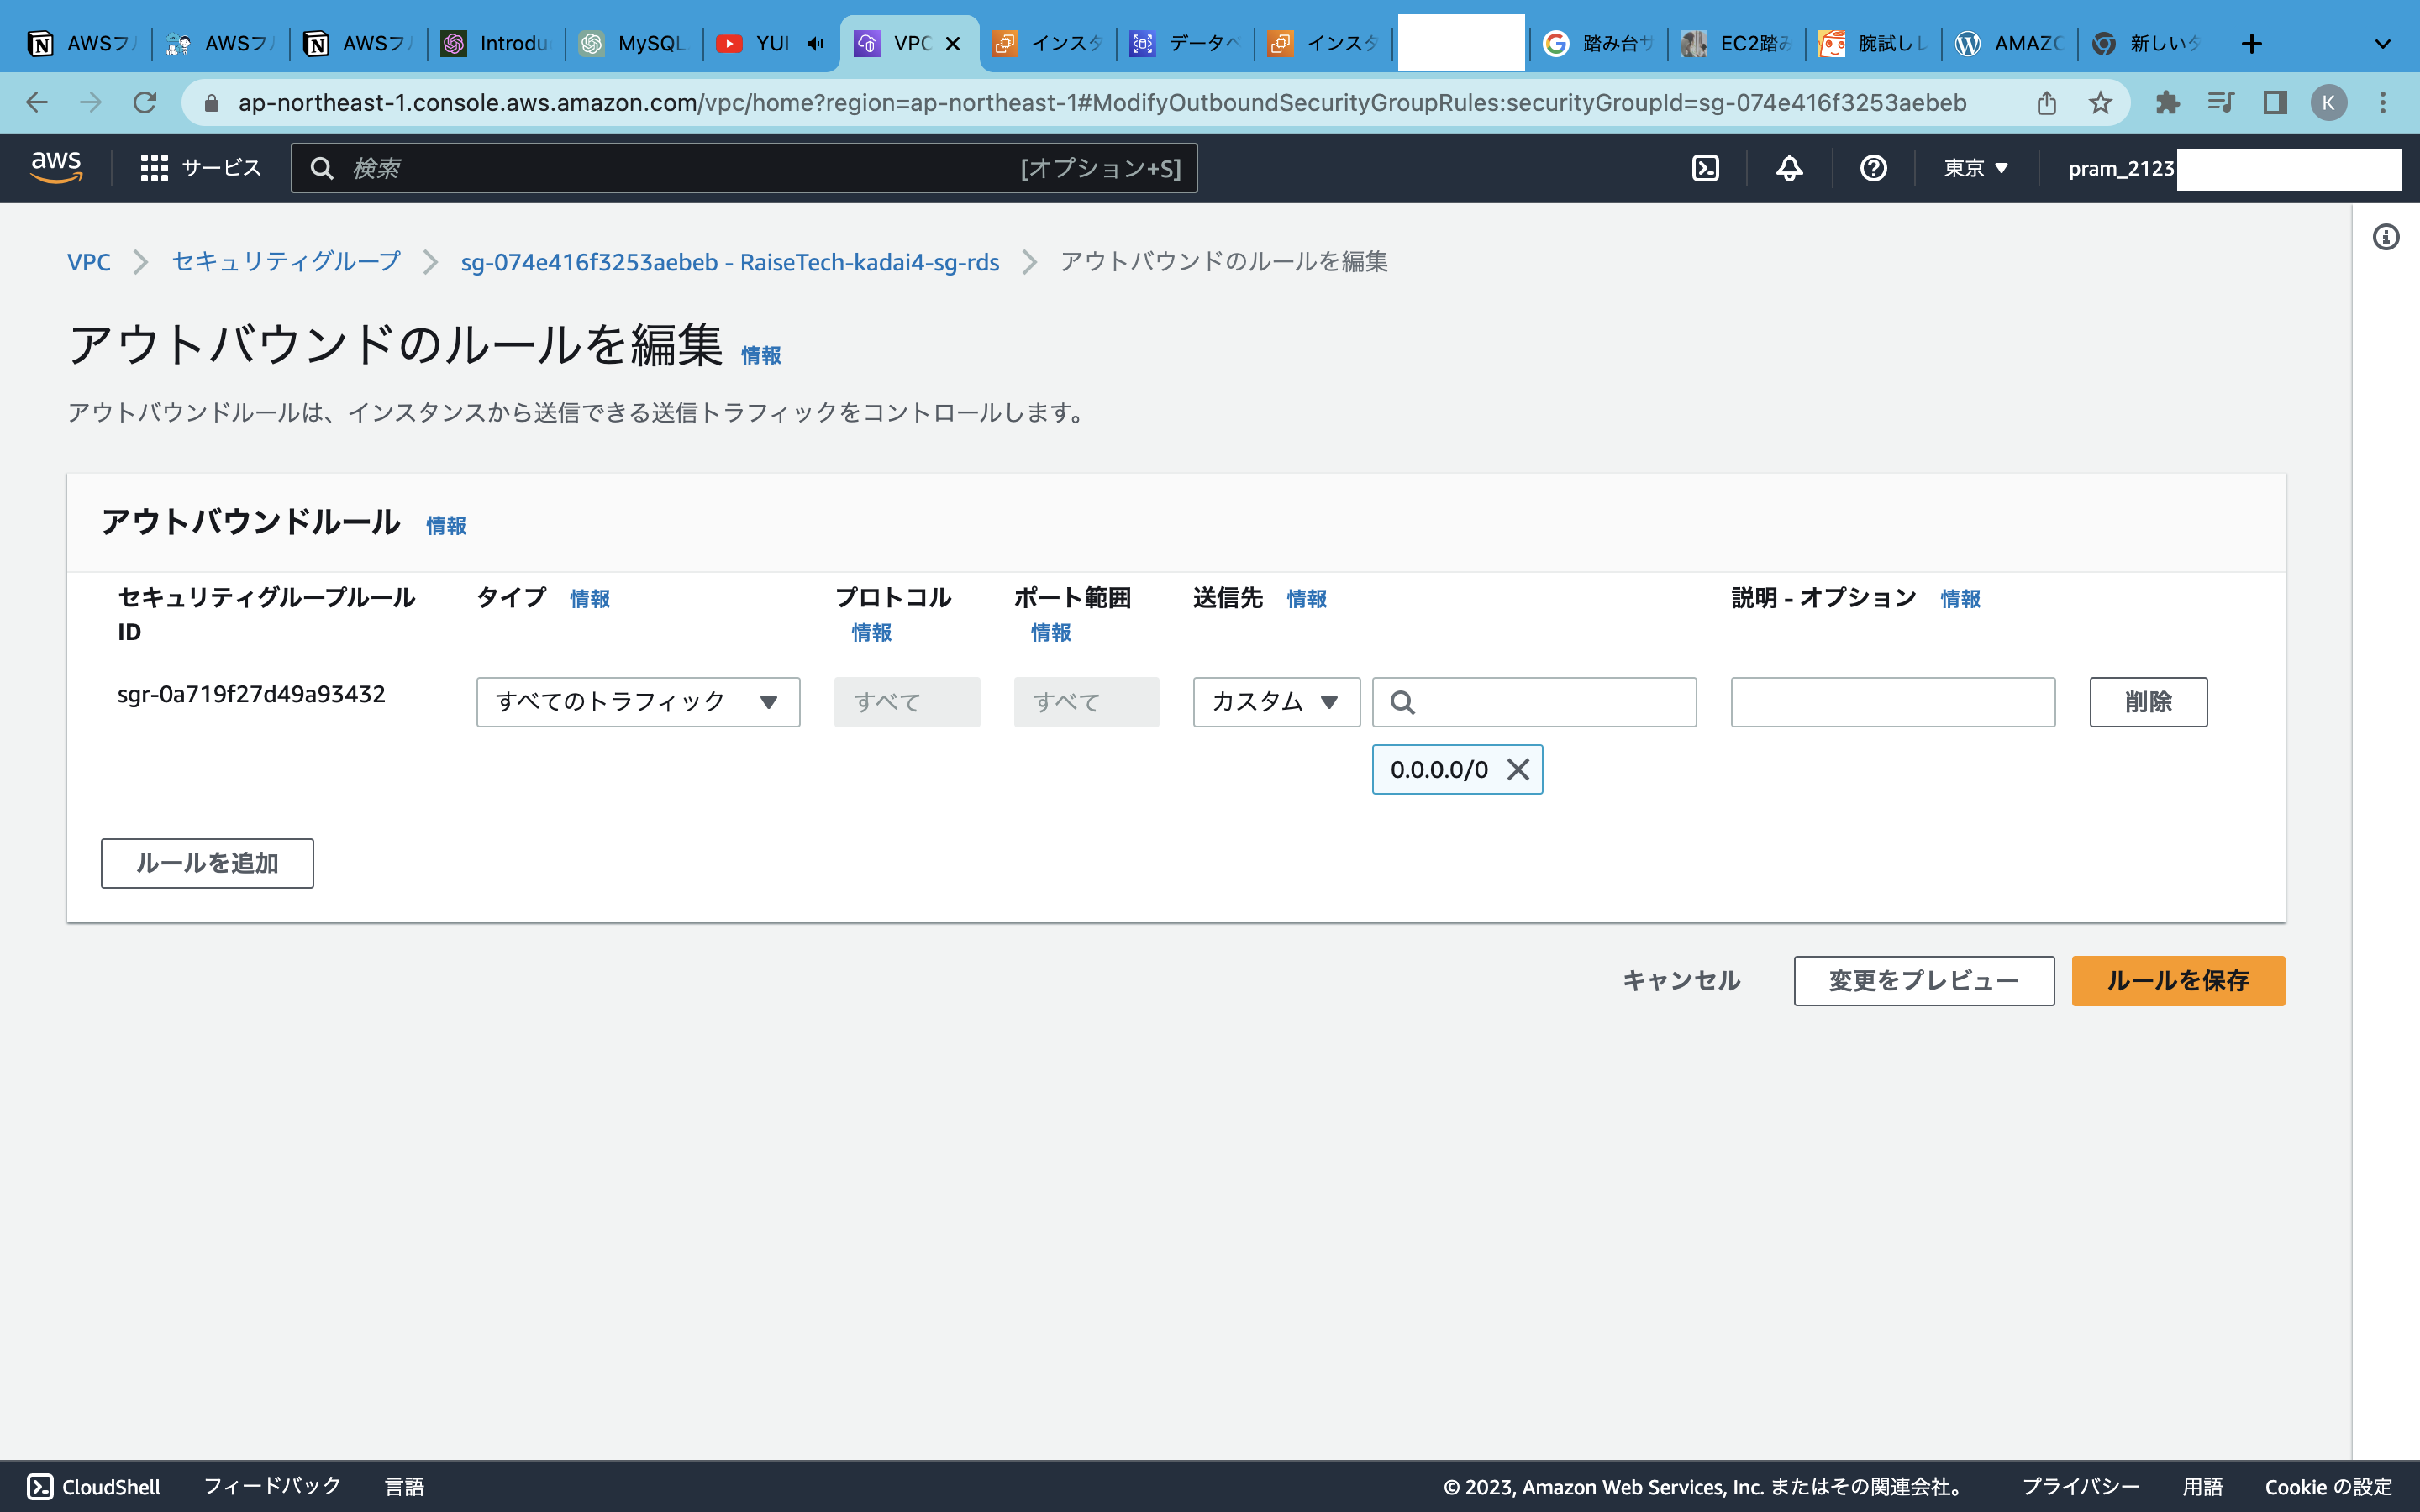 AWSフ
AWSフ
AWSフ
Introdu
MySQL
YUI
VPC
インスタ
データベ
インスタ
踏み台サ
EC2踏み
腕試しレ
AMAZO
新しいタ
ap-northeast-1.console.aws.amazon.com/vpc/home?region=ap-northeast-1#ModifyOutboundSecurityGroupRules:securityGroupId=sg-074e416f3253aebeb
K
aws
サービス
検索
[オプション+S]
東京
pram_2123
VPC
セキュリティグループ
sg-074e416f3253aebeb - RaiseTech-kadai4-sg-rds
アウトバウンドのルールを編集
アウトバウンドのルールを編集 情報
アウトバウンドルールは、インスタンスから送信できる送信トラフィックをコントロールします。
アウトバウンドルール 情報
セキュリティグループルール
ID
タイプ 情報
プロトコル
情報
ポート範囲
情報
送信先 情報
説明 - オプション 情報
sgr-0a719f27d49a93432
すべてのトラフィック
すべて
すべて
カスタム
削除
0.0.0.0/0
ルールを追加
キャンセル
変更をプレビュー
ルールを保存
CloudShell
フィードバック
言語
© 2023, Amazon Web Services, Inc. またはその関連会社。
プライバシー
用語
Cookie の設定